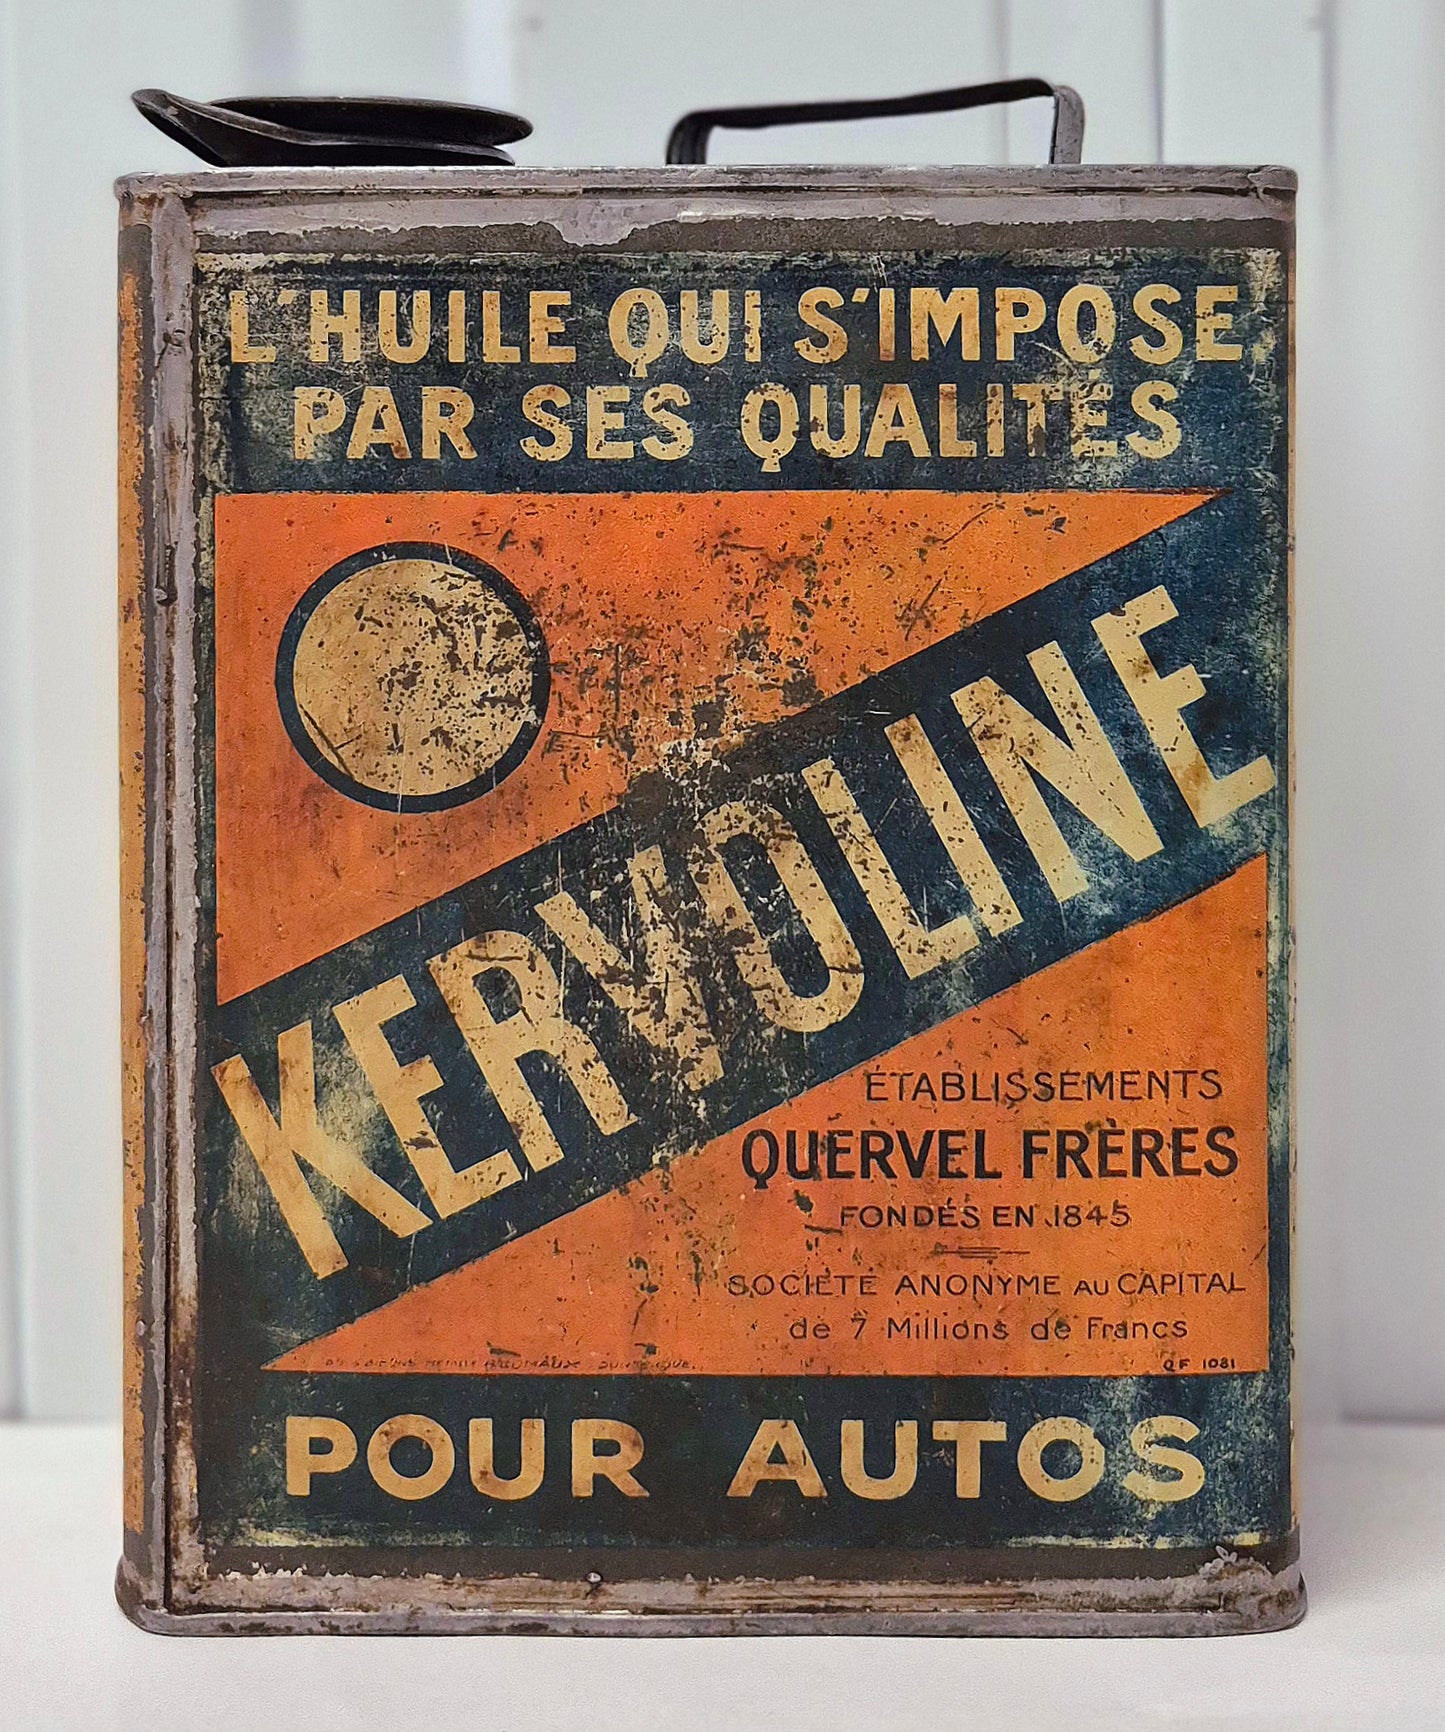 L'HUILE QUI S'IMPOSE
PAR SES QUALITÉS
KERVOLINE
ÉTABLISSEMENTS
QUERVEL FRÈRES
FONDÉS EN 1845
SOCIÉTÉ ANONYME AU CAPITAL
de 7 Millions de Francs
QF 1081
POUR AUTOS